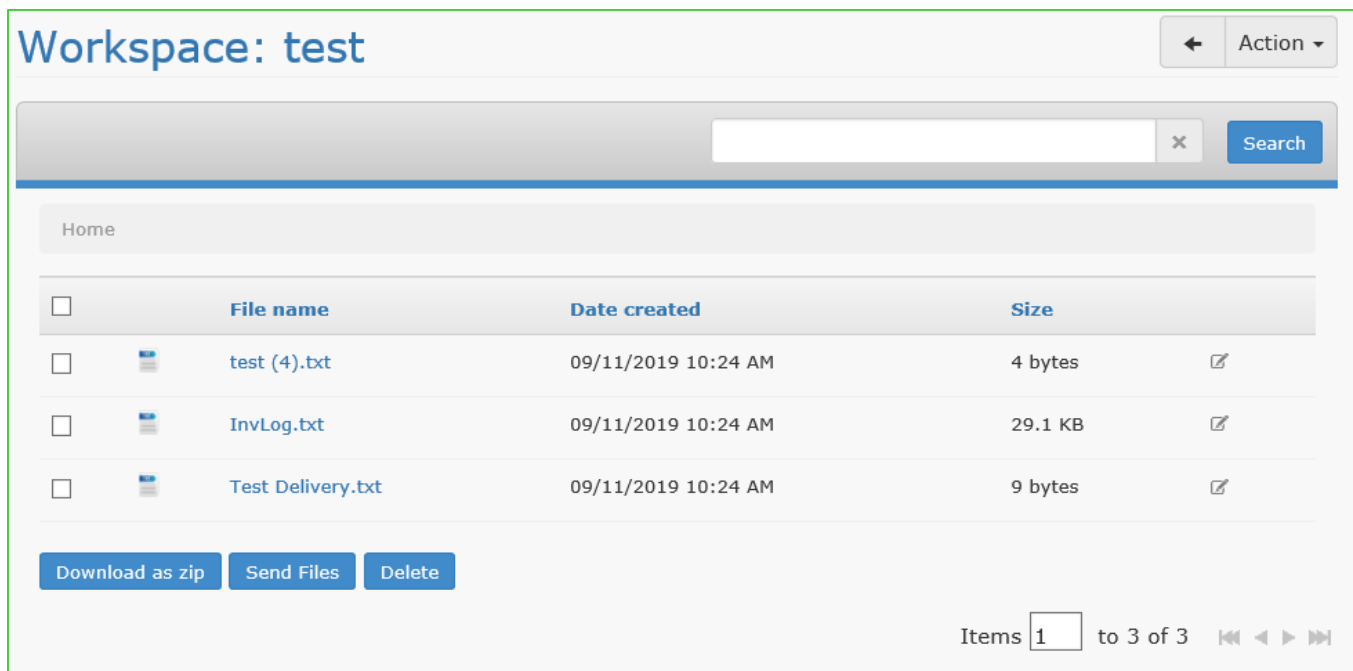 Workspace: test
Action
Search
Home
File name Date created Size
test (4).txt 09/11/2019 10:24 AM 4 bytes
InvLog.txt 09/11/2019 10:24 AM 29.1 KB
Test Delivery.txt 09/11/2019 10:24 AM 9 bytes
Download as zip Send Files Delete
Items 1 to 3 of 3